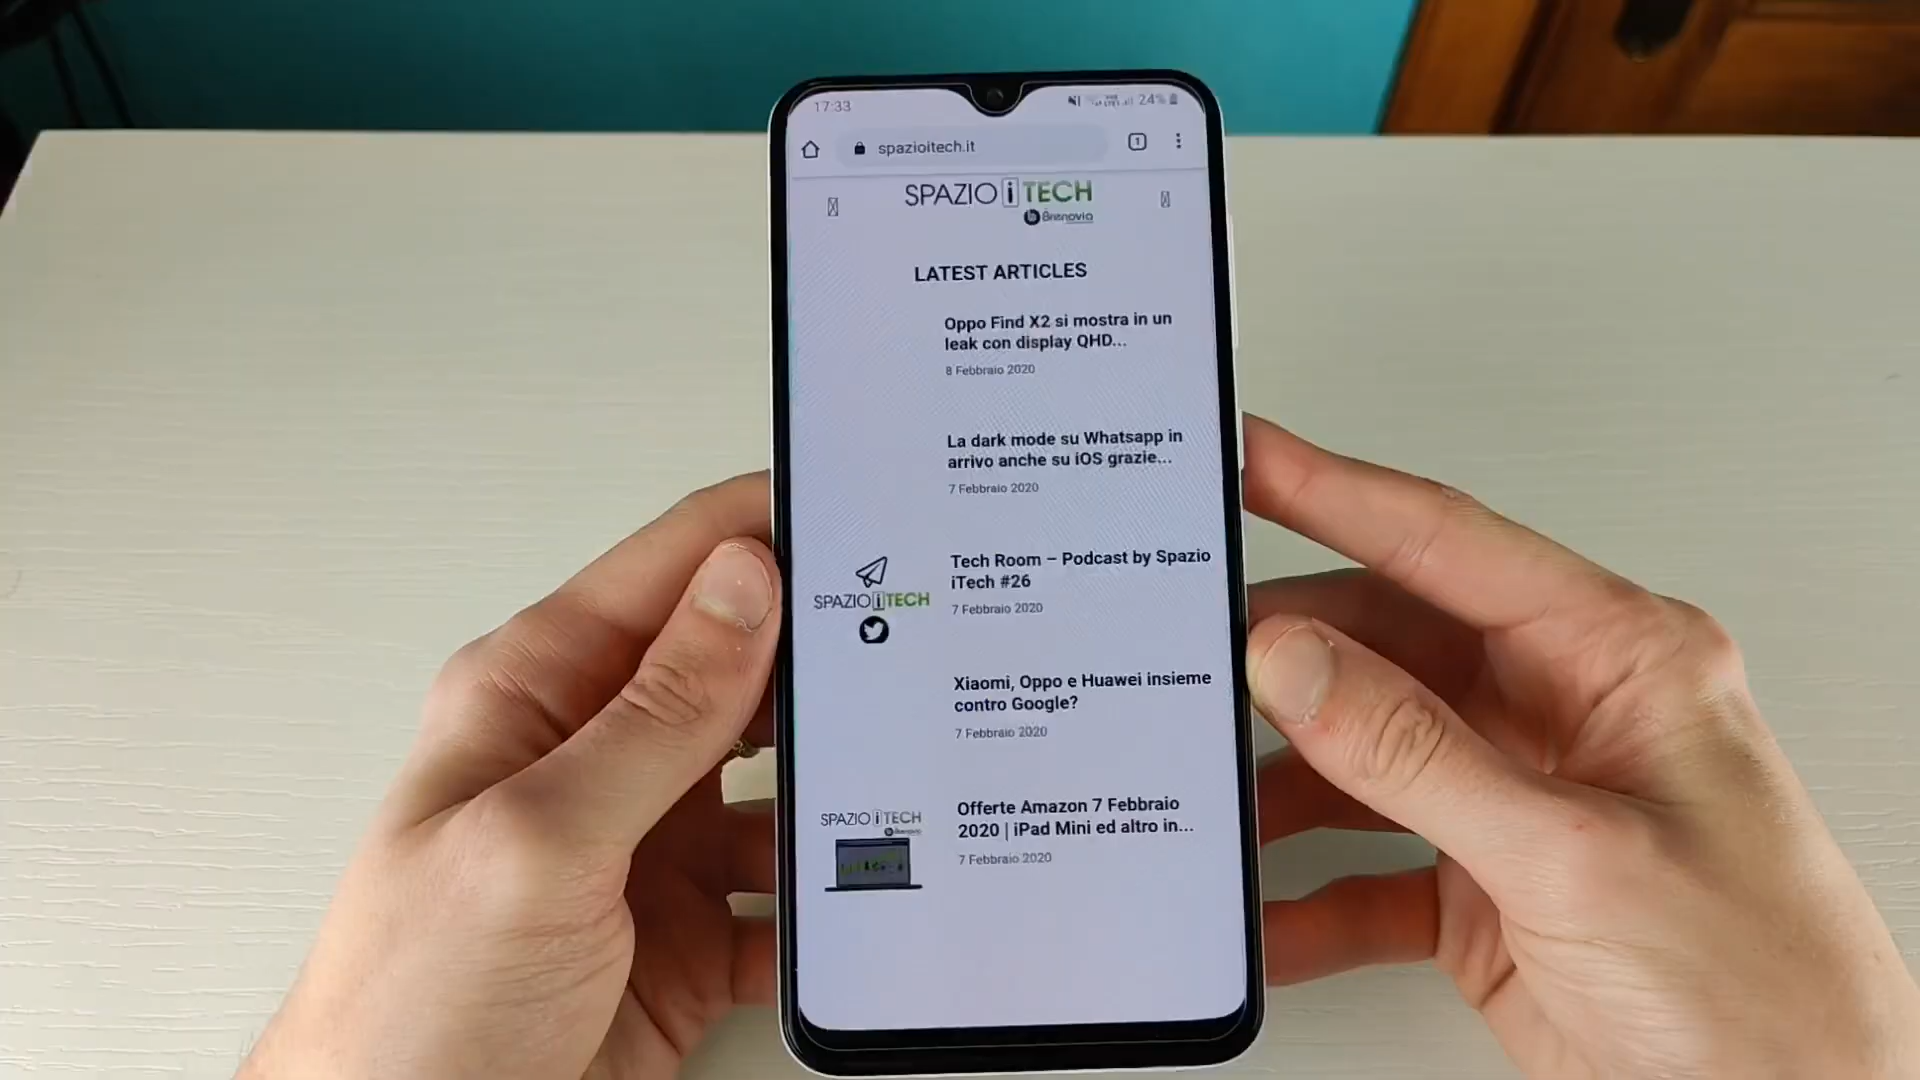 17:33
24%
spazioitech.it
1
SPAZIO i TECH
Brenovia
LATEST ARTICLES
Oppo Find X2 si mostra in un
leak con display QHD...
8 Febbraio 2020
La dark mode su Whatsapp in
arrivo anche su iOS grazie...
7 Febbraio 2020
Tech Room – Podcast by Spazio
iTech #26
7 Febbraio 2020
SPAZIO i TECH
Xiaomi, Oppo e Huawei insieme
contro Google?
7 Febbraio 2020
Offerte Amazon 7 Febbraio
2020 | iPad Mini ed altro in...
7 Febbraio 2020
SPAZIO i TECH
Brenovia